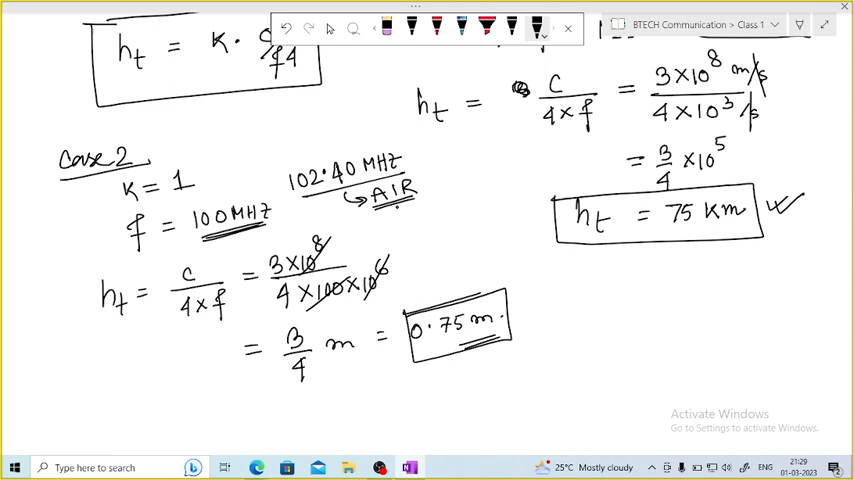 BTECH Communication > Class 1
ht = K · c/f4
ht = c / 4×f = 3×10^8 m/s / 4×10^3 /s
= 3/4 ×10^5
ht = 75 Km
Case 2
K = 1
f = 100 MHZ
102.40 MHZ
→ AIR
ht = c / 4×f = 3×10^8 / 4×100×10^6
= 3/4 m = 0.75 m.
Activate Windows
Go to Settings to activate Windows.
Type here to search
25°C Mostly cloudy
ENG
21:29
01-03-2023
2